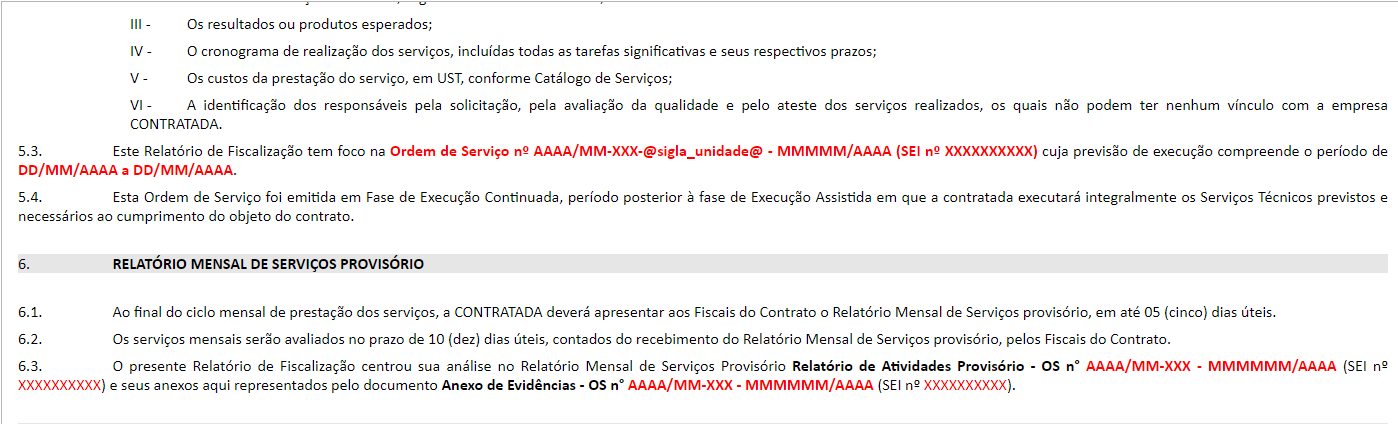 III - Os resultados ou produtos esperados;
IV - O cronograma de realização dos serviços, incluídas todas as tarefas significativas e seus respectivos prazos;
V - Os custos da prestação do serviço, em UST, conforme Catálogo de Serviços;
VI - A identificação dos responsáveis pela solicitação, pela avaliação da qualidade e pelo ateste dos serviços realizados, os quais não podem ter nenhum vínculo com a empresa
CONTRATADA.
5.3. Este Relatório de Fiscalização tem foco na Ordem de Serviço nº AAAA/MM-XXX-@sigla_unidade@ - MMMMM/AAAA (SEI nº XXXXXXXXXX) cuja previsão de execução compreende o período de
DD/MM/AAAA a DD/MM/AAAA.
5.4. Esta Ordem de Serviço foi emitida em Fase de Execução Continuada, período posterior à fase de Execução Assistida em que a contratada executará integralmente os Serviços Técnicos previstos e
necessários ao cumprimento do objeto do contrato.
6. RELATÓRIO MENSAL DE SERVIÇOS PROVISÓRIO
6.1. Ao final do ciclo mensal de prestação dos serviços, a CONTRATADA deverá apresentar aos Fiscais do Contrato o Relatório Mensal de Serviços provisório, em até 05 (cinco) dias úteis.
6.2. Os serviços mensais serão avaliados no prazo de 10 (dez) dias úteis, contados do recebimento do Relatório Mensal de Serviços provisório, pelos Fiscais do Contrato.
6.3. O presente Relatório de Fiscalização centrou sua análise no Relatório Mensal de Serviços Provisório Relatório de Atividades Provisório - OS n° AAAA/MM-XXX - MMMMMM/AAAA (SEI nº
XXXXXXXXXX) e seus anexos aqui representados pelo documento Anexo de Evidências - OS n° AAAA/MM-XXX - MMMMMM/AAAA (SEI nº XXXXXXXXXX).